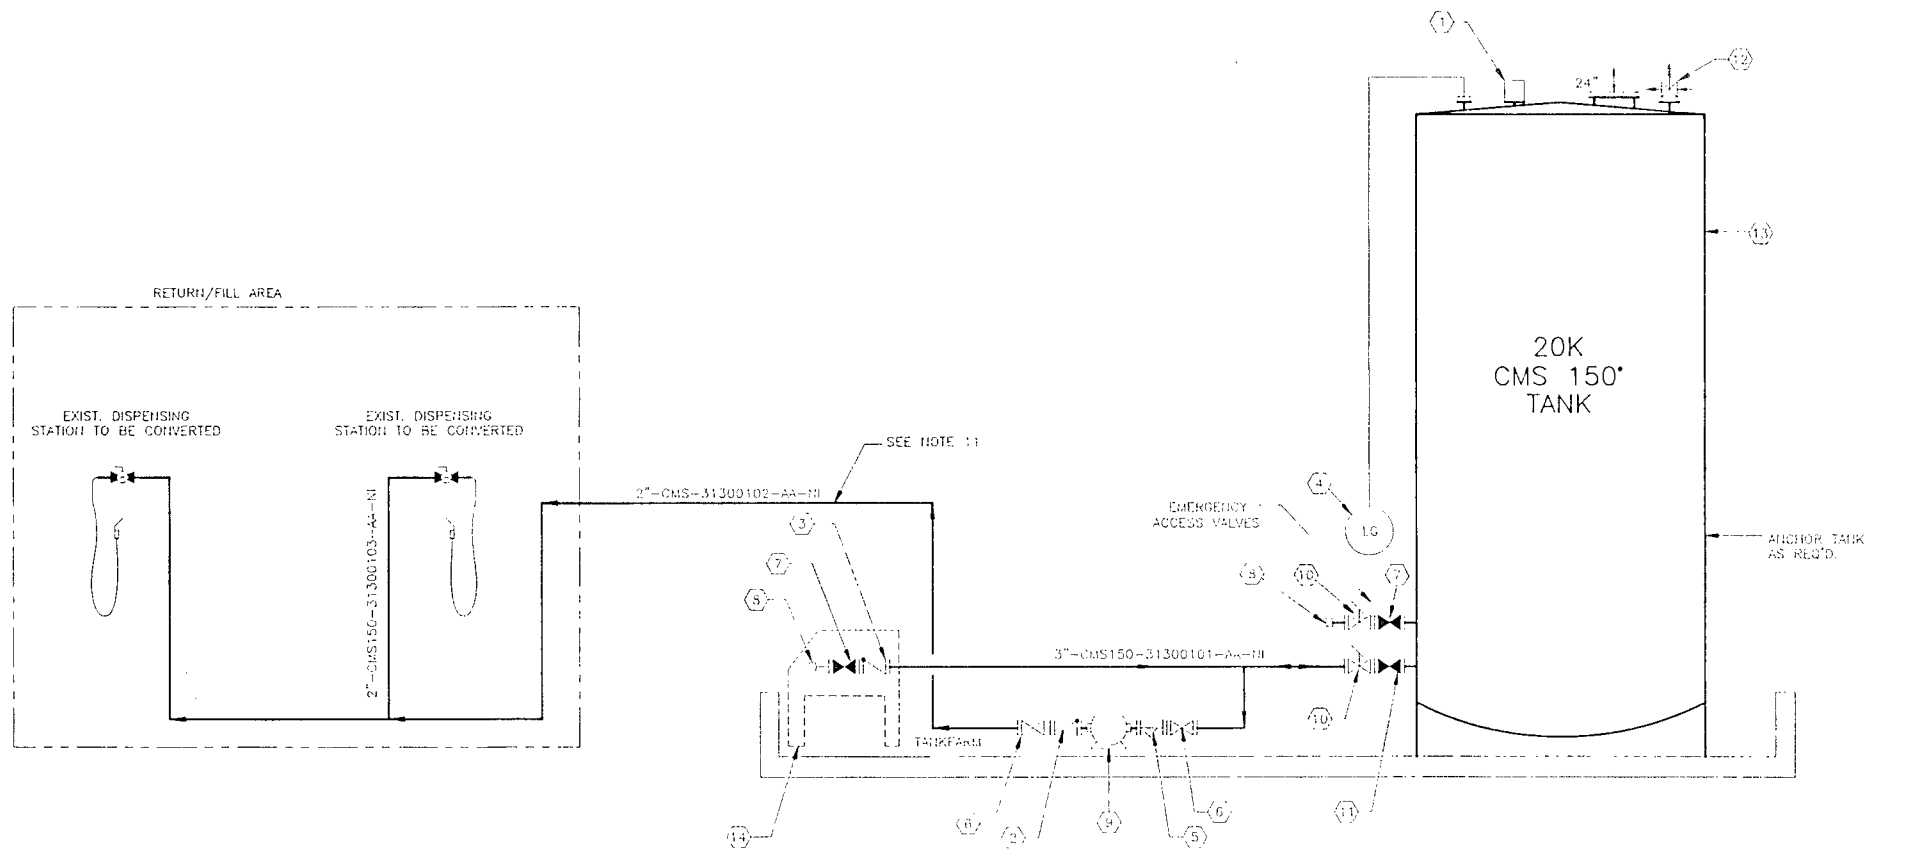 1
12
24"
13
RETURN/FILL AREA
20K
CMS 150°
TANK
EXIST. DISPENSING
STATION TO BE CONVERTED
EXIST. DISPENSING
STATION TO BE CONVERTED
SEE NOTE 11
2"-CMS-31300102-AA-NI
4
EMERGENCY
ACCESS VALVES
LG
3
ANCHOR TANK
AS REQ'D.
7
8
10
7
8
2"-CMS150-31300103-AA-NI
3"-CMS150-31300101-AA-NI
10
TANKFARM
14
6
2
9
5
6
11